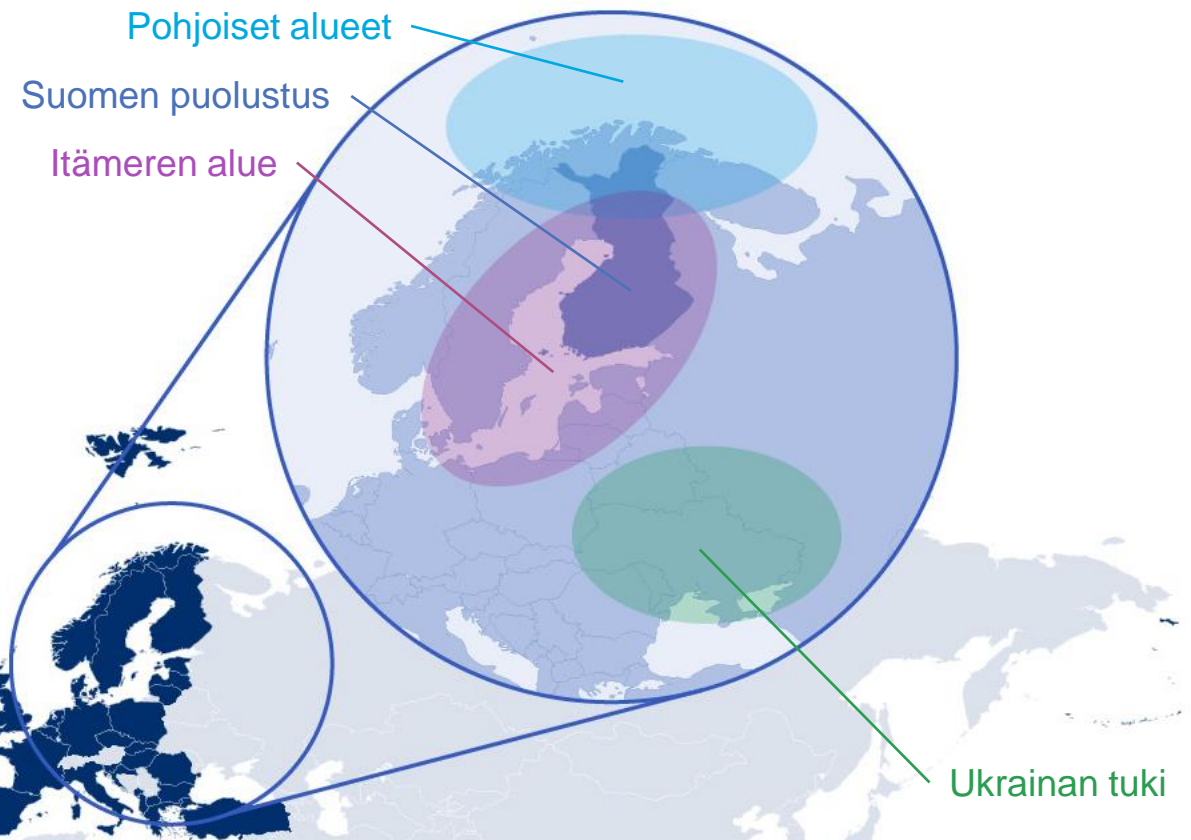 Pohjoiset alueet
Suomen puolustus
Itämeren alue
Ukrainan tuki